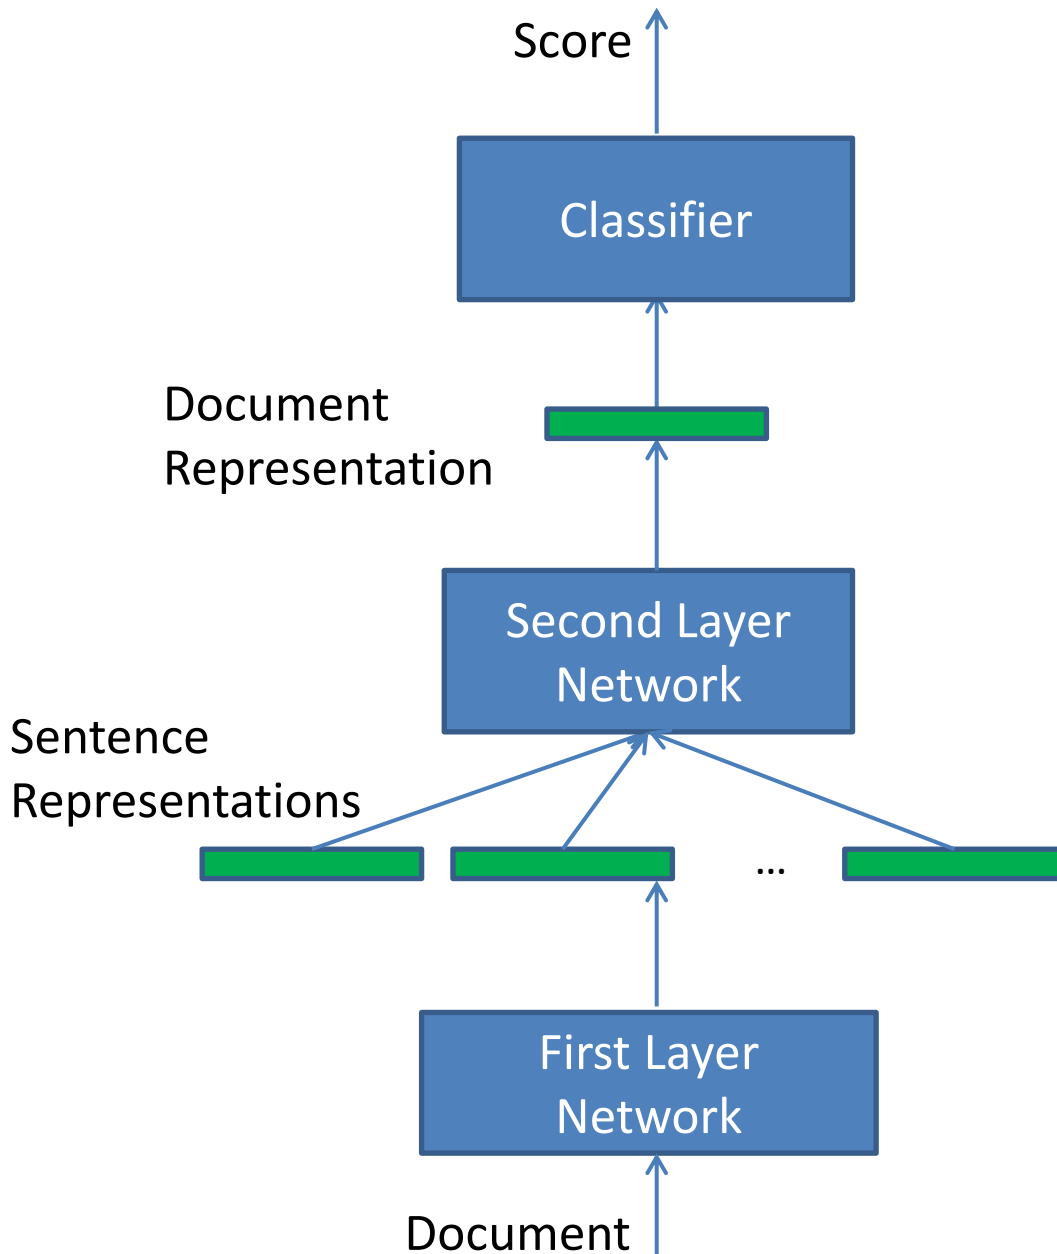 Score
Classifier
Document
Representation
Second Layer
Network
Sentence
Representations
...
First Layer
Network
Document